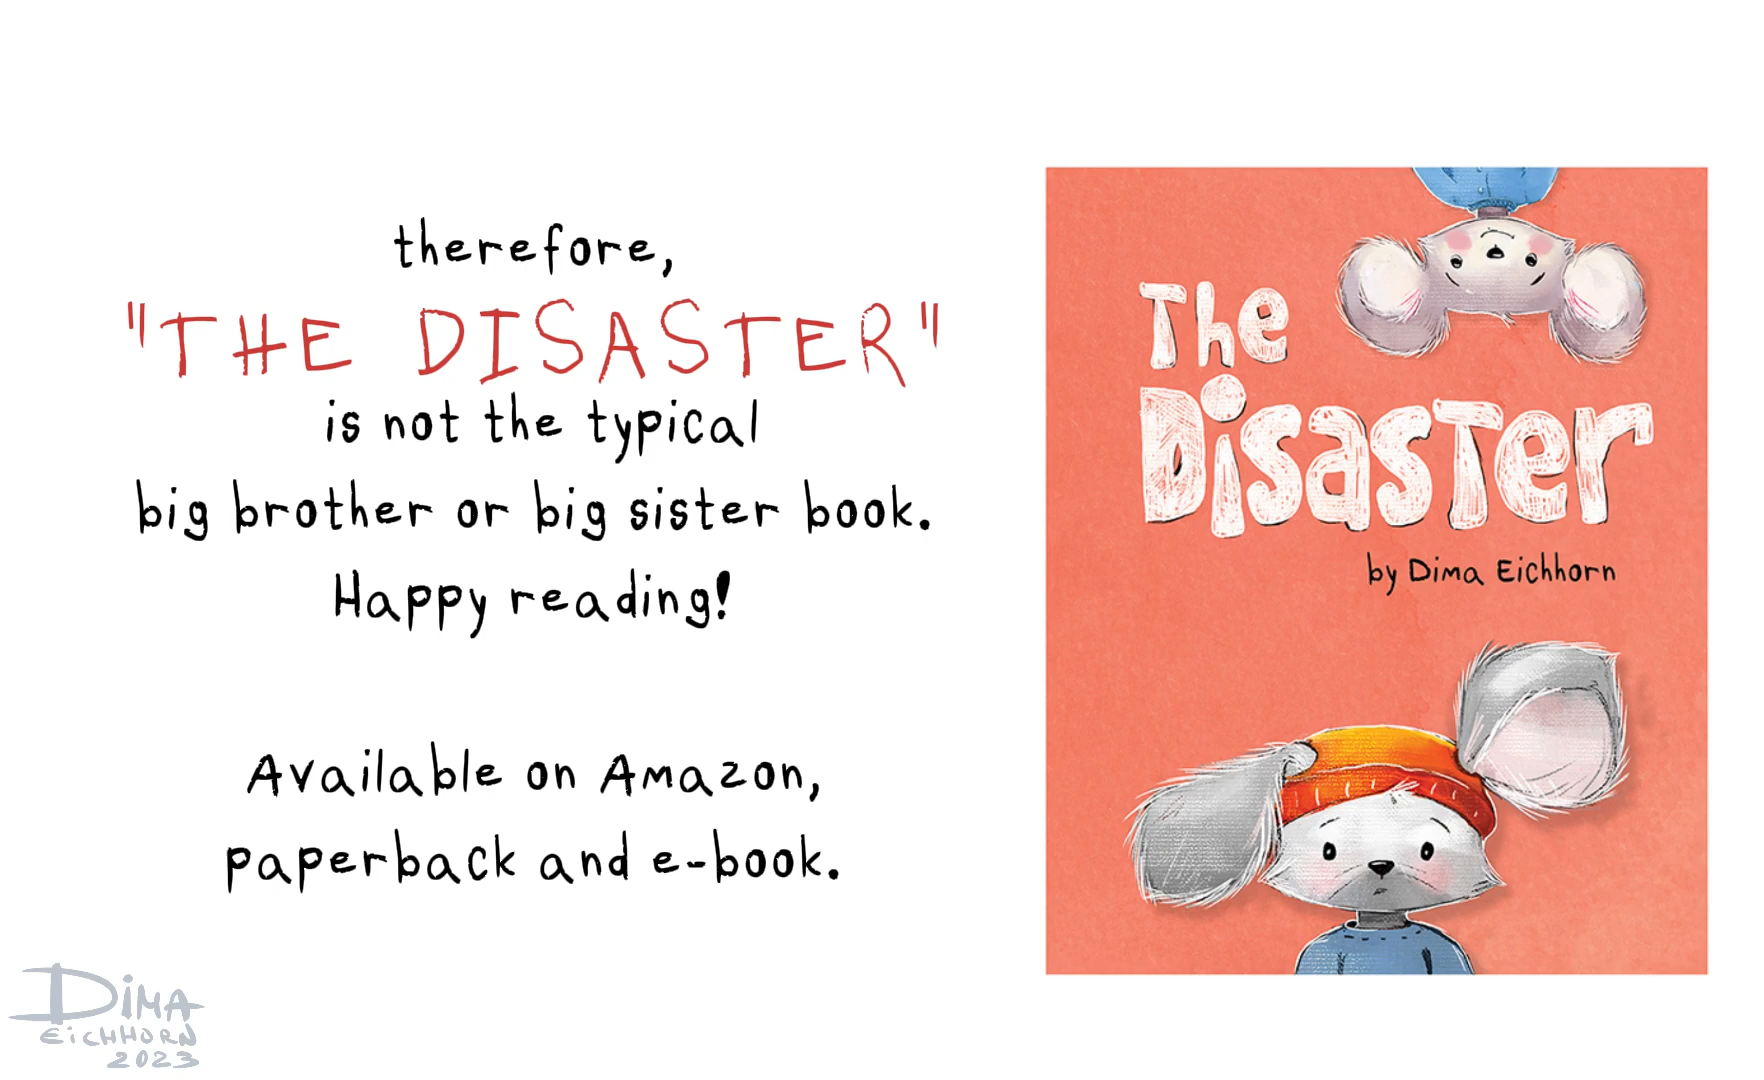 therefore,
"THE DISASTER"
is not the typical
big brother or big sister book.
Happy reading!
Available on Amazon,
paperback and e-book.
The
Disaster
by Dima Eichhorn
DIMA
EICHHORN
2023